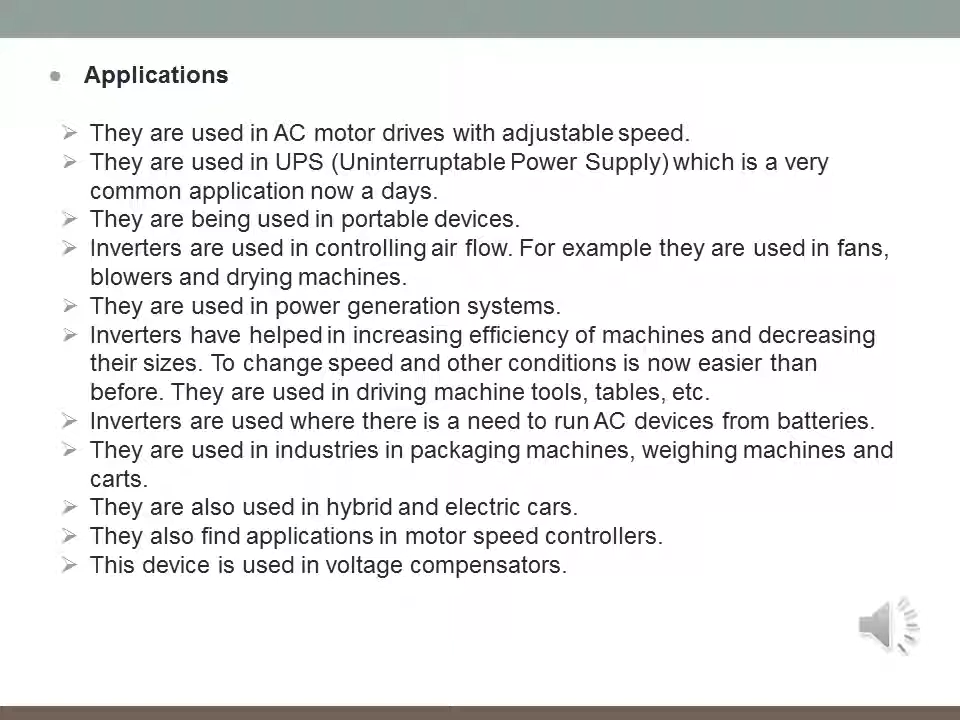 Applications
They are used in AC motor drives with adjustable speed.
They are used in UPS (Uninterruptable Power Supply) which is a very
common application now a days.
They are being used in portable devices.
Inverters are used in controlling air flow. For example they are used in fans,
blowers and drying machines.
They are used in power generation systems.
Inverters have helped in increasing efficiency of machines and decreasing
their sizes. To change speed and other conditions is now easier than
before. They are used in driving machine tools, tables, etc.
Inverters are used where there is a need to run AC devices from batteries.
They are used in industries in packaging machines, weighing machines and
carts.
They are also used in hybrid and electric cars.
They also find applications in motor speed controllers.
This device is used in voltage compensators.